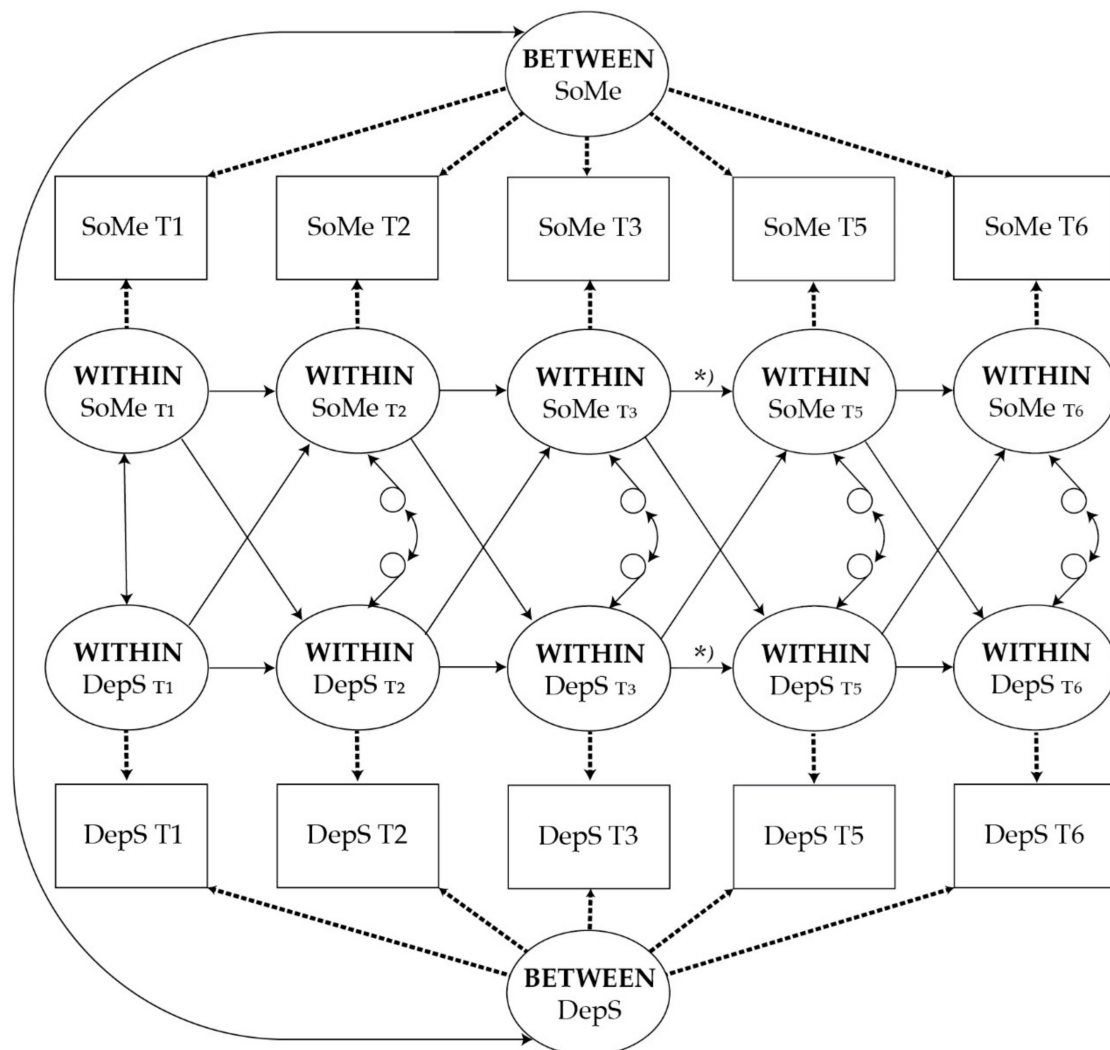 BETWEEN
SoMe
SoMe T1
SoMe T2
SoMe T3
SoMe T5
SoMe T6
WITHIN
SoMe T1
WITHIN
SoMe T2
WITHIN
SoMe T3
*)
WITHIN
SoMe T5
WITHIN
SoMe T6
WITHIN
DepS T1
WITHIN
DepS T2
WITHIN
DepS T3
*)
WITHIN
DepS T5
WITHIN
DepS T6
DepS T1
DepS T2
DepS T3
DepS T5
DepS T6
BETWEEN
DepS